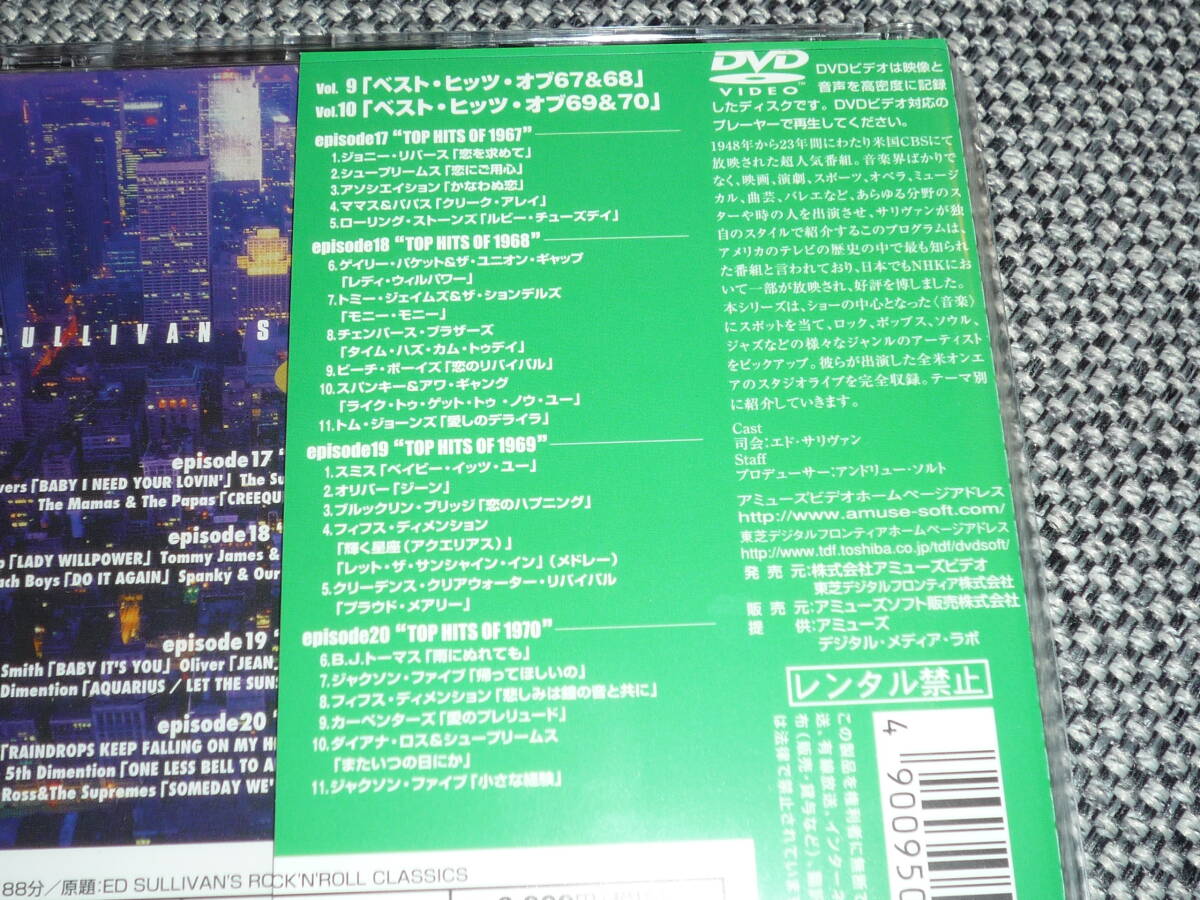 Vol. 9「ベスト・ヒッツ・オブ67&68」
Vol.10「ベスト・ヒッツ・オブ69&70」
episode17 “TOP HITS OF 1967”
1.ジョニー・リバース「恋を求めて」
2.シュープリームス「恋にご用心」
3.アソシエイション「かなわぬ恋」
4.ママス&パパス「クリーク・アレイ」
5.ローリング・ストーンズ「ルビー・チューズデイ」
episode18 “TOP HITS OF 1968”
6.ゲイリー・パケット&ザ・ユニオン・ギャップ
「レディ・ウィルパワー」
7.トミー・ジェイムズ&ザ・ションデルズ
「モニー・モニー」
8.チェンバース・ブラザーズ
「タイム・ハズ・カム・トゥデイ」
9.ビーチ・ボーイズ「恋のリバイバル」
10.スパンキー&アワ・ギャング
「ライク・トゥ・ゲット・トゥ・ノウ・ユー」
11.トム・ジョーンズ「愛しのデライラ」
episode19 “TOP HITS OF 1969”
1.スミス「ベイビー・イッツ・ユー」
2.オリバー「ジーン」
3.ブルックリン・ブリッジ「恋のハプニング」
4.フィフス・ディメンション
「輝く星座(アクエリアス)」
「レット・ザ・サンシャイン・イン」(メドレー)
5.クリーデンス・クリアウォーター・リバイバル
「プラウド・メアリー」
episode20 “TOP HITS OF 1970”
6.B.J.トーマス「雨にぬれても」
7.ジャクソン・ファイブ「帰ってほしいの」
8.フィフス・ディメンション「悲しみは鐘の音と共に」
9.カーペンターズ「愛のプレリュード」
10.ダイアナ・ロス&シュープリームス
「またいつの日にか」
11.ジャクソン・ファイブ「小さな経験」
DVD
VIDEO™
DVDビデオは映像と
音声を高密度に記録
したディスクです。DVDビデオ対応の
プレーヤーで再生してください。
1948年から23年間にわたり米国CBSにて
放映された超人気番組。音楽界ばかりで
なく、映画、演劇、スポーツ、オペラ、ミュージ
カル、曲芸、バレエなど、あらゆる分野のス
ターや時の人を出演させ、サリヴァンが独
自のスタイルで紹介するこのプログラムは、
アメリカのテレビの歴史の中で最も知られ
た番組と言われており、日本でもNHKにお
いて一部が放映され、好評を博しました。
本シリーズは、ショーの中心となった〈音楽〉
にスポットを当て、ロック、ポップス、ソウル、
ジャズなどの様々なジャンルのアーティスト
をピックアップ。彼らが出演した全米オンエ
アのスタジオライブを完全収録。テーマ別
に紹介していきます。
Cast
司会:エド・サリヴァン
Staff
プロデューサー:アンドリュー・ソルト
アミューズビデオホームページアドレス
http://www.amuse-soft.com/
東芝デジタルフロンティアホームページアドレス
http://www.tdf.toshiba.co.jp/tdf/dvdsoft/
発売元:株式会社アミューズビデオ
東芝デジタルフロンティア株式会社
販売元:アミューズソフト販売株式会社
提供:アミューズ
デジタル・メディア・ラボ
レンタル禁止
4 900950
SULLIVAN S
episode17
vers「BABY I NEED YOUR LOVIN'」 The Su
The Mamas & The Papas「CREEQU
episode18
p「LADY WILLPOWER」 Tommy James &
ach Boys「DO IT AGAIN」 Spanky & Our
episode19
Smith「BABY IT'S YOU」 Oliver「JEAN
Dimention「AQUARIUS / LET THE SUN
episode20
「RAINDROPS KEEP FALLING ON MY H
5th Dimention「ONE LESS BELL TO A
Ross&The Supremes「SOMEDAY WE'
88分/原題:ED SULLIVAN'S ROCK'N'ROLL CLASSICS